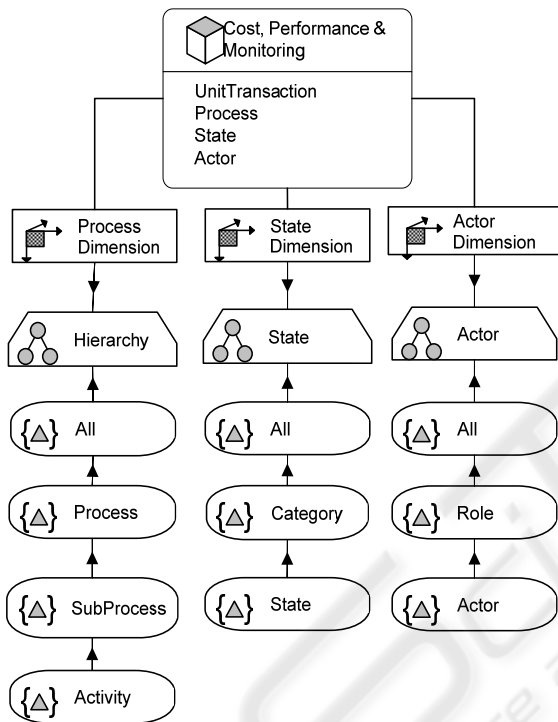 Cost, Performance &
Monitoring
UnitTransaction
Process
State
Actor
Process
Dimension
State
Dimension
Actor
Dimension
Hierarchy
State
Actor
All
All
All
Process
Category
Role
SubProcess
State
Actor
Activity